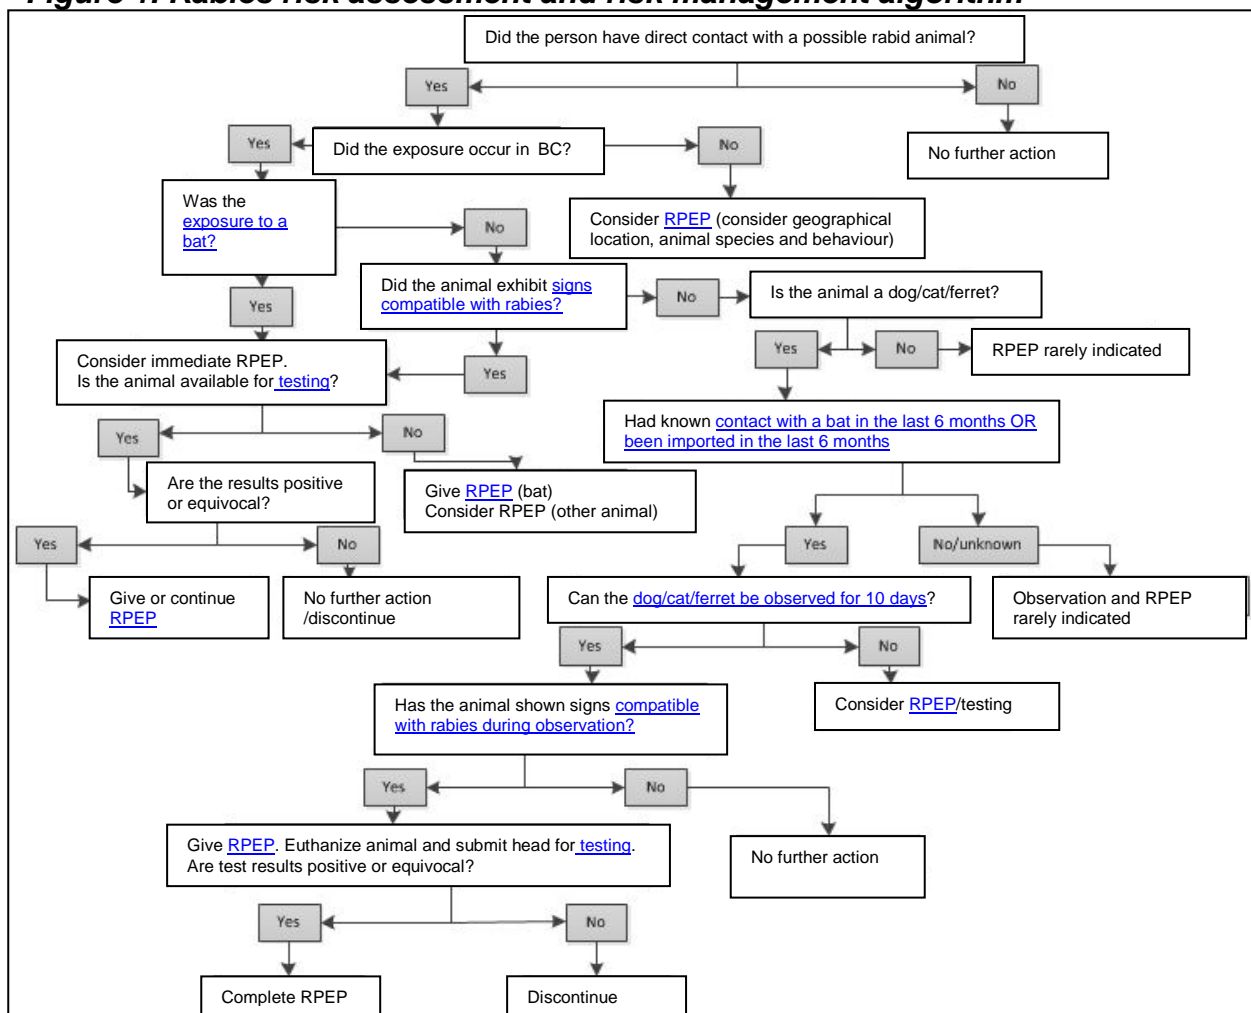 Figure 1: Rabies risk assessment and risk management algorithm
Did the person have direct contact with a possible rabid animal?
Yes
No
No further action
Did the exposure occur in BC?
Yes
No
Consider RPEP (consider geographical
location, animal species and behaviour)
Was the
exposure to a
bat?
No
Yes
Did the animal exhibit signs
compatible with rabies?
No
Yes
Is the animal a dog/cat/ferret?
Yes
No
RPEP rarely indicated
Consider immediate RPEP.
Is the animal available for testing?
Yes
No
Had known contact with a bat in the last 6 months OR
been imported in the last 6 months
Are the results positive
or equivocal?
Give RPEP (bat)
Consider RPEP (other animal)
Yes
No
Yes
No/unknown
Give or continue
RPEP
No further action
/discontinue
Can the dog/cat/ferret be observed for 10 days?
Observation and RPEP
rarely indicated
Yes
No
Has the animal shown signs compatible
with rabies during observation?
Consider RPEP/testing
Yes
No
Give RPEP. Euthanize animal and submit head for testing.
Are test results positive or equivocal?
No further action
Yes
No
Complete RPEP
Discontinue